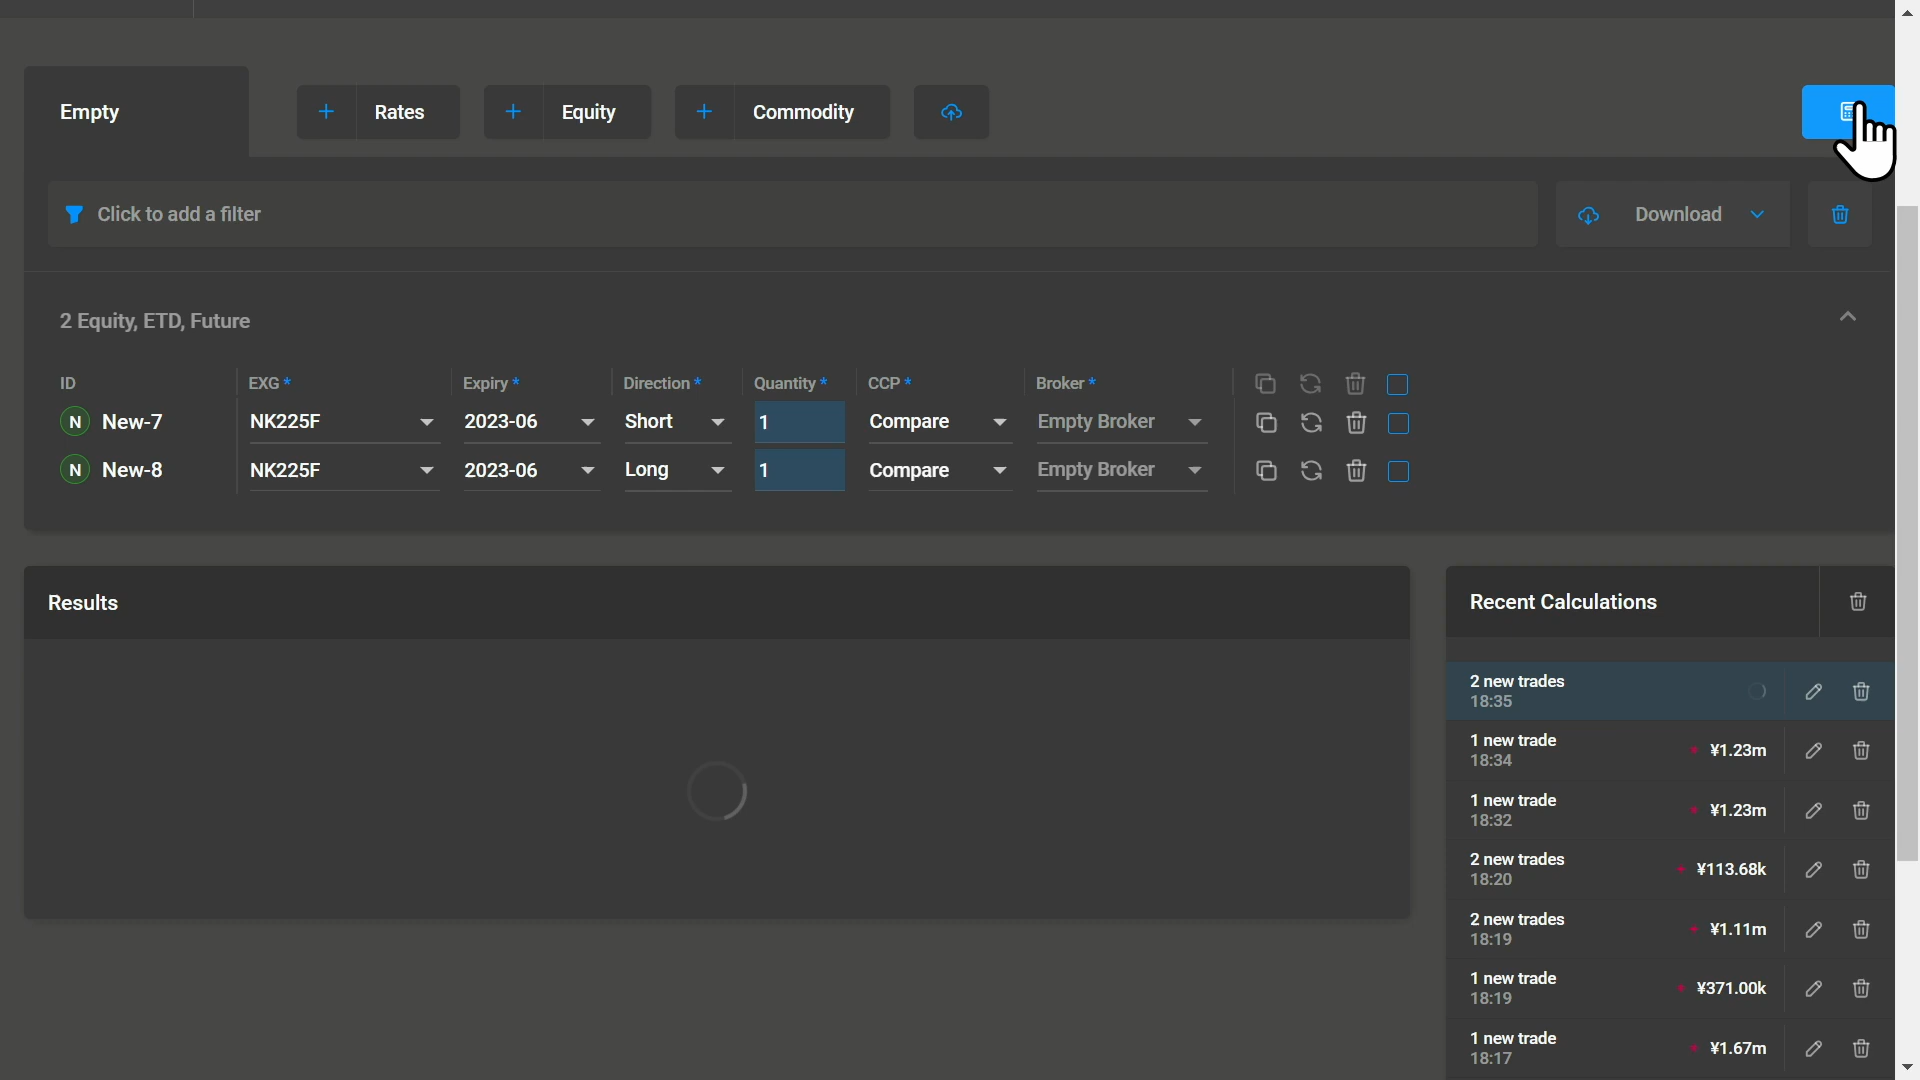 Empty
Rates
Equity
Commodity
Click to add a filter
Download
2 Equity, ETD, Future
ID EXG * Expiry * Direction * Quantity * CCP * Broker *
N New-7 NK225F 2023-06 Short 1 Compare Empty Broker
N New-8 NK225F 2023-06 Long 1 Compare Empty Broker
Results
Recent Calculations
2 new trades
18:35
1 new trade ¥1.23m
18:34
1 new trade ¥1.23m
18:32
2 new trades ¥113.68k
18:20
2 new trades ¥1.11m
18:19
1 new trade ¥371.00k
18:19
1 new trade ¥1.67m
18:17